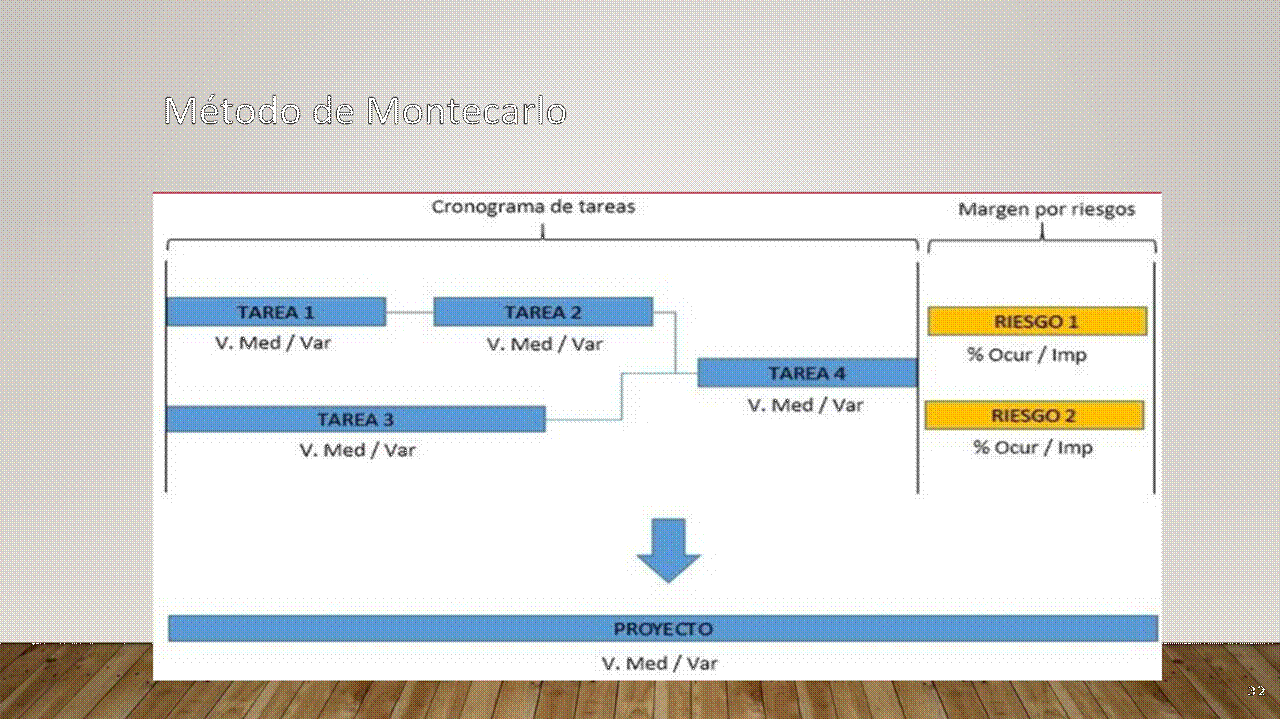 Método de Montecarlo
Cronograma de tareas
Margen por riesgos
TAREA 1
V. Med / Var
TAREA 2
V. Med / Var
TAREA 3
V. Med / Var
TAREA 4
V. Med / Var
RIESGO 1
% Ocur / Imp
RIESGO 2
% Ocur / Imp
PROYECTO
V. Med / Var
32